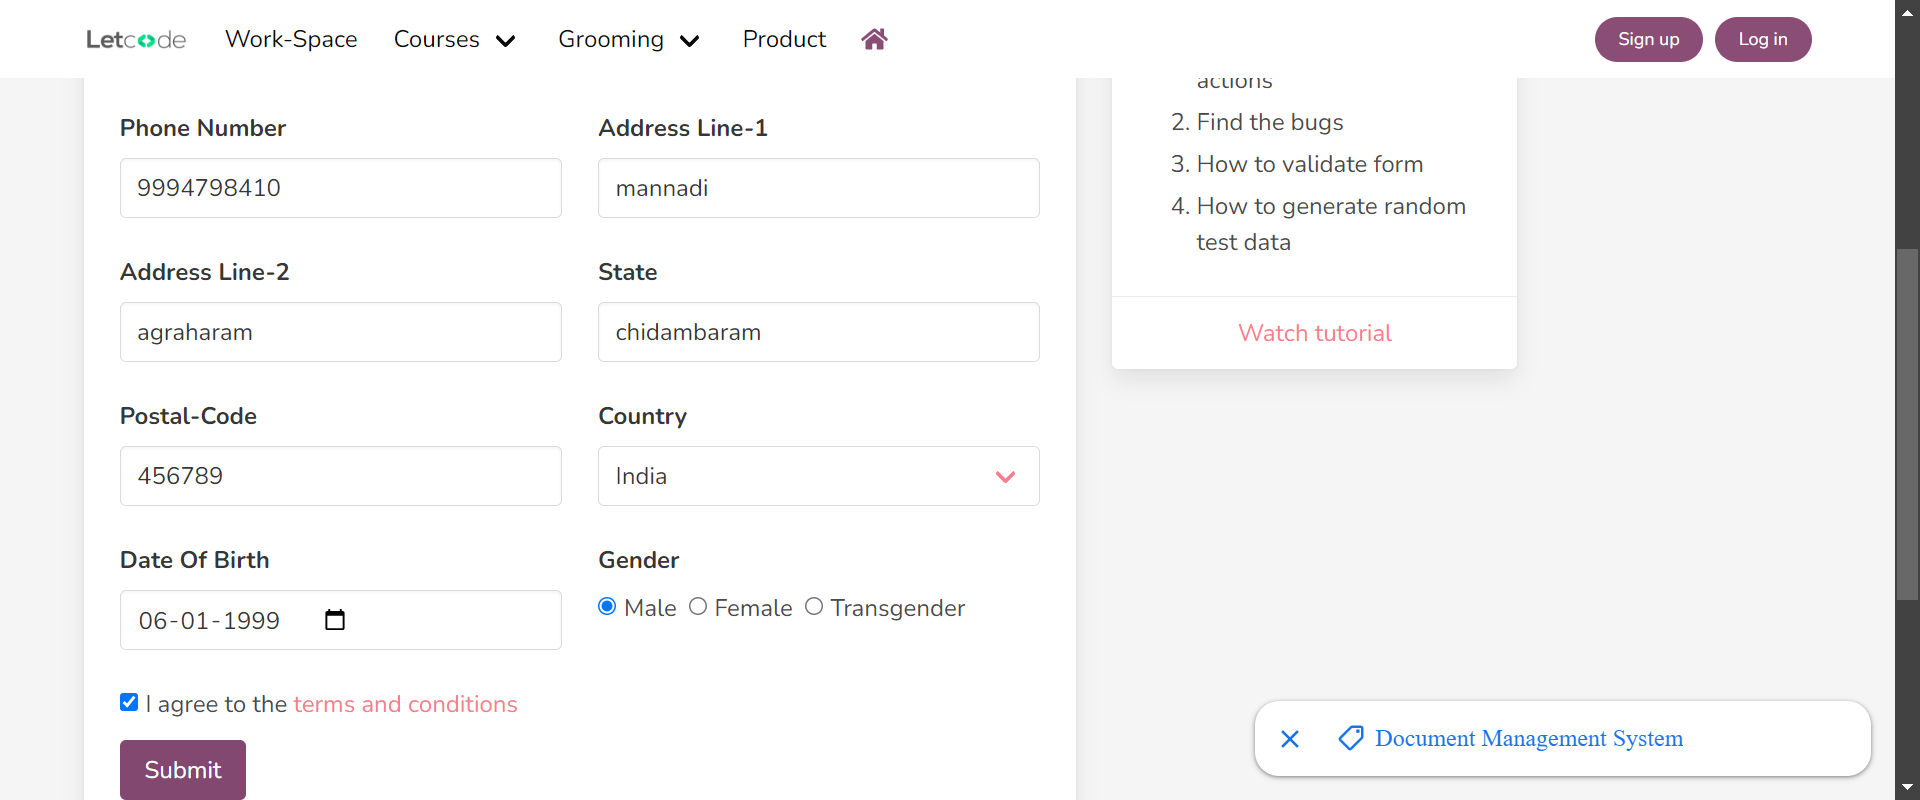 Letcode Work-Space Courses Grooming Product Sign up Log in
Phone Number Address Line-1
9994798410 mannadi
Address Line-2 State
agraharam chidambaram
Postal-Code Country
456789 India
Date Of Birth Gender
06-01-1999 Male Female Transgender
I agree to the terms and conditions
Submit
actions
2. Find the bugs
3. How to validate form
4. How to generate random
test data
Watch tutorial
Document Management System